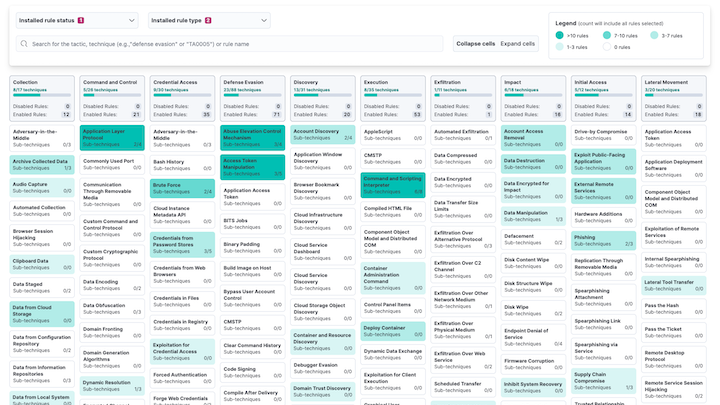 Installed rule status 1
Installed rule type 2
Search for the tactic, technique (e.g.,"defense evasion" or "TA0005") or rule name
Collapse cells Expand cells
Legend (count will include all rules selected)
>10 rules
7-10 rules
3-7 rules
1-3 rules
0 rules
Collection
8/17 techniques
Disabled Rules: 0
Enabled Rules: 12
Adversary-in-the-
Middle
Sub-techniques 0/3
Archive Collected Data
Sub-techniques 1/3
Audio Capture
Sub-techniques 0/0
Automated Collection
Sub-techniques 0/0
Browser Session
Hijacking
Sub-techniques 0/0
Clipboard Data
Sub-techniques 0/0
Data Staged
Sub-techniques 0/2
Data from Cloud
Storage
Sub-techniques 0/0
Data from Configuration
Repository
Sub-techniques 0/2
Data from Information
Repositories
Sub-techniques 0/3
Data from Local System
Sub-techniques 0/0
Command and Control
5/26 techniques
Disabled Rules: 0
Enabled Rules: 21
Application Layer
Protocol
Sub-techniques
Commonly Used Port
Sub-techniques 0/0
Communication
Through Removable
Media
Sub-techniques 0/0
Custom Command and
Control Protocol
Sub-techniques 0/0
Custom Cryptographic
Protocol
Sub-techniques 0/0
Data Encoding
Sub-techniques 0/2
Data Obfuscation
Sub-techniques 0/3
Domain Fronting
Sub-techniques 0/0
Domain Generation
Algorithms
Sub-techniques 0/0
Dynamic Resolution
Sub-techniques 1/3
Credential Access
9/30 techniques
Disabled Rules: 0
Enabled Rules: 35
Adversary-in-the-
Middle
Sub-techniques 0/3
Bash History
Sub-techniques 0/0
Brute Force
Sub-techniques 2/4
Cloud Instance
Metadata API
Sub-techniques 0/0
Credentials from
Password Stores
Sub-techniques 3/5
Credentials from Web
Browsers
Sub-techniques 0/0
Credentials in Files
Sub-techniques 0/0
Credentials in Registry
Sub-techniques 0/0
Exploitation for
Credential Access
Sub-techniques 0/0
Forced Authentication
Sub-techniques 0/0
Forge Web Credentials
Defense Evasion
Disabled Rules: 0
Enabled Rules: 71
Abuse Elevation Control
Mechanism
Sub-techniques
Access Token
Manipulation
Sub-techniques
Application Access
Token
Sub-techniques 0/0
BITS Jobs
Sub-techniques 0/0
Binary Padding
Sub-techniques 0/0
Build Image on Host
Sub-techniques 0/0
Bypass User Account
Control
Sub-techniques 0/0
CMSTP
Sub-techniques 0/0
Clear Command History
Sub-techniques 0/0
Code Signing
Sub-techniques 0/0
Compile After Delivery
Sub-techniques 0/0
Discovery
13/31 techniques
Disabled Rules: 0
Enabled Rules: 20
Account Discovery
Sub-techniques 2/4
Application Window
Discovery
Sub-techniques 0/0
Browser Bookmark
Discovery
Sub-techniques 0/0
Cloud Infrastructure
Discovery
Sub-techniques 0/0
Cloud Service
Dashboard
Sub-techniques 0/0
Cloud Service
Discovery
Sub-techniques 0/0
Cloud Storage Object
Discovery
Sub-techniques 0/0
Container and Resource
Discovery
Sub-techniques 0/0
Debugger Evasion
Sub-techniques 0/0
Domain Trust Discovery
Sub-techniques 0/0
Execution
8/35 techniques
Disabled Rules: 0
Enabled Rules: 53
AppleScript
Sub-techniques 0/0
CMSTP
Sub-techniques 0/0
Command and Scripting
Interpreter
Sub-techniques
Compiled HTML File
Sub-techniques 0/0
Component Object
Model and Distributed
COM
Sub-techniques 0/0
Container
Administration
Command
Sub-techniques 0/0
Control Panel Items
Sub-techniques 0/0
Deploy Container
Sub-techniques 0/0
Dynamic Data Exchange
Sub-techniques 0/0
Exploitation for Client
Execution
Sub-techniques 0/0
Exfiltration
1/11 techniques
Disabled Rules: 0
Enabled Rules: 1
Automated Exfiltration
Sub-techniques 0/1
Data Compressed
Sub-techniques 0/0
Data Encrypted
Sub-techniques 0/0
Data Transfer Size
Limits
Sub-techniques 0/0
Exfiltration Over
Alternative Protocol
Sub-techniques 0/3
Exfiltration Over C2
Channel
Sub-techniques 0/0
Exfiltration Over Other
Network Medium
Sub-techniques 0/1
Exfiltration Over
Physical Medium
Sub-techniques 0/1
Exfiltration Over Web
Service
Sub-techniques 0/2
Scheduled Transfer
Sub-techniques 0/0
Impact
6/18 techniques
Disabled Rules: 0
Enabled Rules: 16
Account Access
Removal
Sub-techniques 0/0
Data Destruction
Sub-techniques 0/0
Data Encrypted for
Impact
Sub-techniques 0/0
Data Manipulation
Sub-techniques 1/3
Defacement
Sub-techniques 0/2
Disk Content Wipe
Sub-techniques 0/0
Disk Structure Wipe
Sub-techniques 0/0
Disk Wipe
Sub-techniques 0/2
Endpoint Denial of
Service
Sub-techniques 0/4
Firmware Corruption
Sub-techniques 0/0
Inhibit System Recovery
Sub-techniques 0/0
Initial Access
5/12 techniques
Disabled Rules: 0
Enabled Rules: 14
Drive-by Compromise
Sub-techniques 0/0
Exploit Public-Facing
Application
Sub-techniques 0/0
External Remote
Services
Sub-techniques 0/0
Hardware Additions
Sub-techniques 0/0
Phishing
Sub-techniques 2/3
Replication Through
Removable Media
Sub-techniques 0/0
Spearphishing
Attachment
Sub-techniques 0/0
Spearphishing Link
Sub-techniques 0/0
Spearphishing via
Service
Sub-techniques 0/0
Supply Chain
Compromise
Sub-techniques 1/3
Trusted Relationship
Lateral Movement
3/20 techniques
Disabled Rules: 0
Enabled Rules: 18
Application Access
Token
Sub-techniques 0/0
Application Deployment
Software
Sub-techniques 0/0
Component Object
Model and Distributed
COM
Sub-techniques 0/0
Exploitation of Remote
Services
Sub-techniques 0/0
Internal Spearphishing
Sub-techniques 0/0
Lateral Tool Transfer
Sub-techniques 0/0
Pass the Hash
Sub-techniques 0/0
Pass the Ticket
Sub-techniques 0/0
Remote Desktop
Protocol
Sub-techniques 0/0
Remote Service Session
Hijacking
Sub-techniques